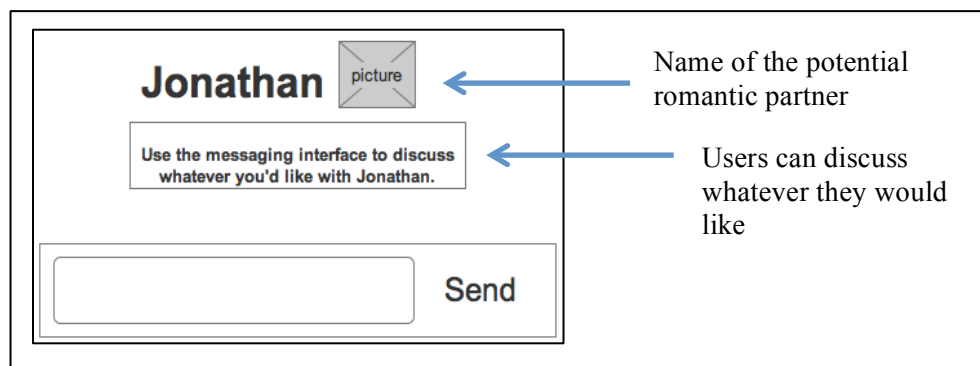 Jonathan
picture
Name of the potential
romantic partner
Use the messaging interface to discuss
whatever you'd like with Jonathan.
Users can discuss
whatever they would
like
Send